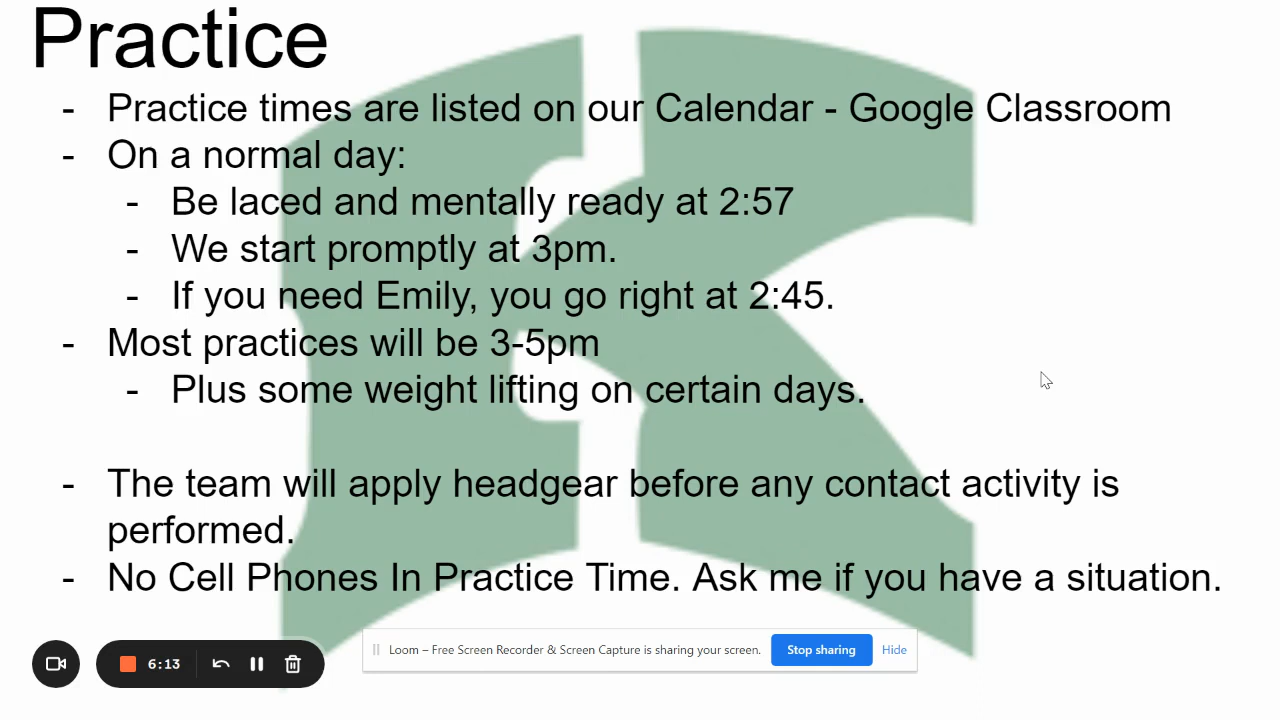 Practice
- Practice times are listed on our Calendar - Google Classroom
- On a normal day:
- Be laced and mentally ready at 2:57
- We start promptly at 3pm.
- If you need Emily, you go right at 2:45.
- Most practices will be 3-5pm
- Plus some weight lifting on certain days.
- The team will apply headgear before any contact activity is
performed.
- No Cell Phones In Practice Time. Ask me if you have a situation.
Loom – Free Screen Recorder & Screen Capture is sharing your screen. Stop sharing Hide
6:13